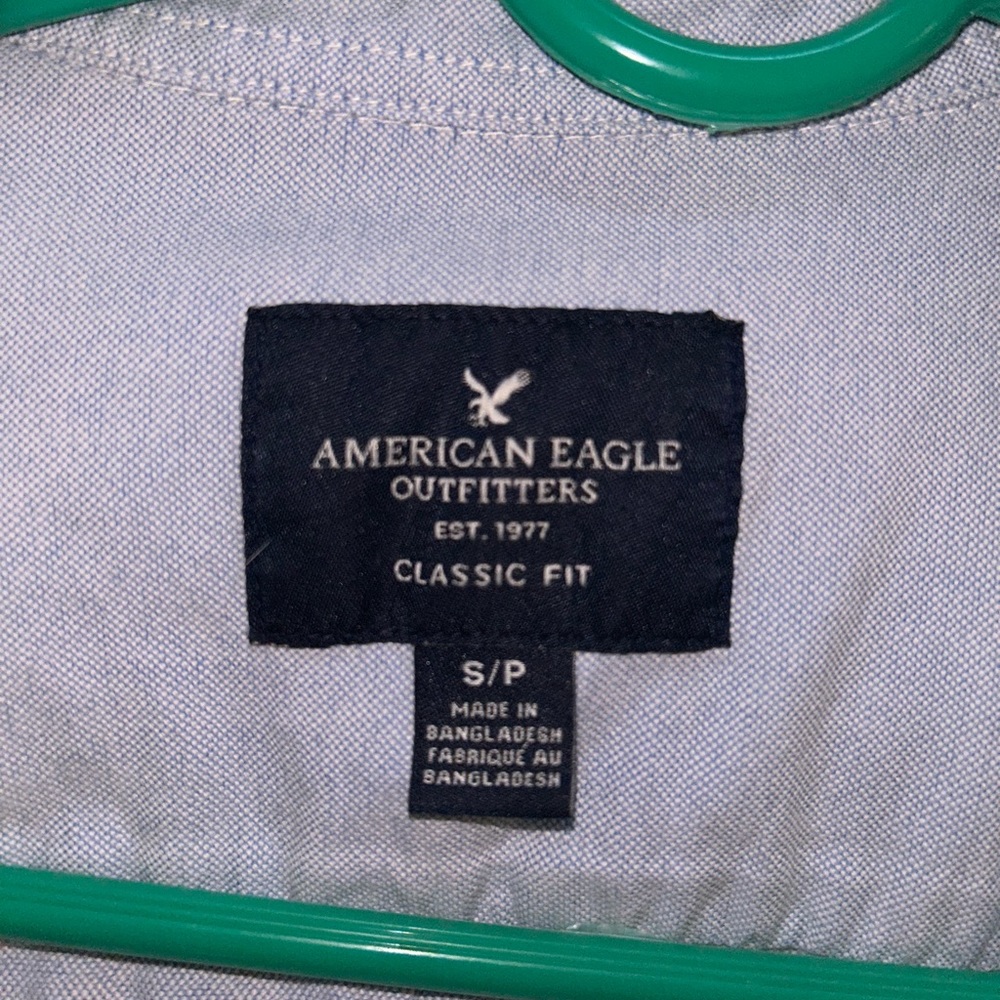 AMERICAN EAGLE
OUTFITTERS
EST. 1977
CLASSIC FIT
S/P
MADE IN
BANGLADESH
FABRIQUÉ AU
BANGLADESH